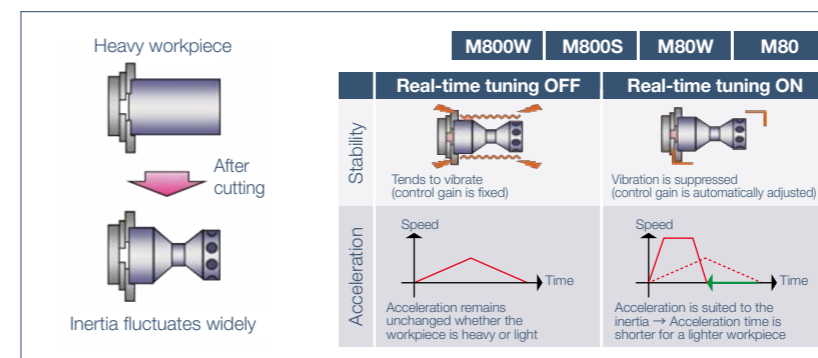 Heavy workpiece
After
cutting
Inertia fluctuates widely
M800W M800S M80W M80
Real-time tuning OFF Real-time tuning ON
Stability
Tends to vibrate
(control gain is fixed)
Vibration is suppressed
(control gain is automatically adjusted)
Acceleration
Speed
Time
Acceleration remains
unchanged whether the
workpiece is heavy or light
Speed
Time
Acceleration is suited to the
inertia → Acceleration time is
shorter for a lighter workpiece